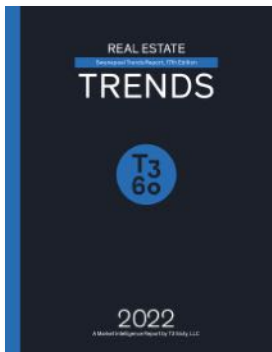 REAL ESTATE
Swanepoel Trends Report, 17th Edition
TRENDS
T3
6o
2022
A Market Intelligence Report by T3 Sixty, LLC